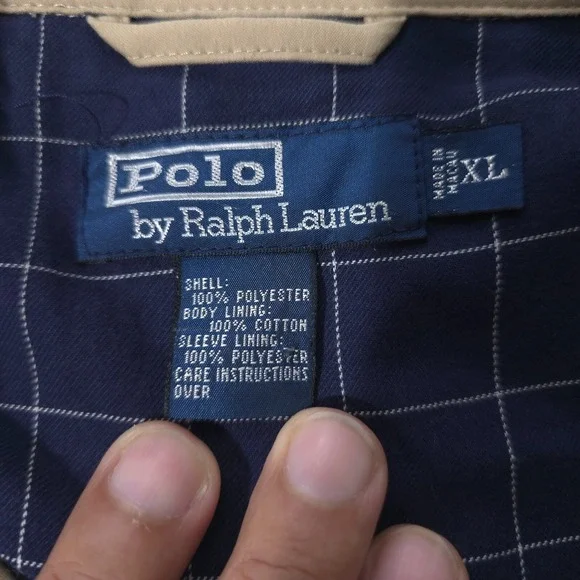 Polo
by Ralph Lauren
MADE IN
MACAU
XL
SHELL:
100% POLYESTER
BODY LINING:
100% COTTON
SLEEVE LINING:
100% POLYESTER
CARE INSTRUCTIONS
OVER